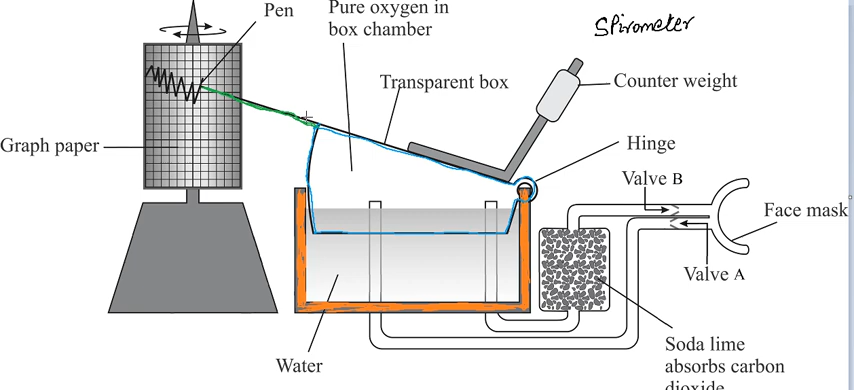 Pen
Pure oxygen in
box chamber
Spirometer
Transparent box
Counter weight
Graph paper
Hinge
Valve B
Face mask
Valve A
Water
Soda lime
absorbs carbon
dioxide